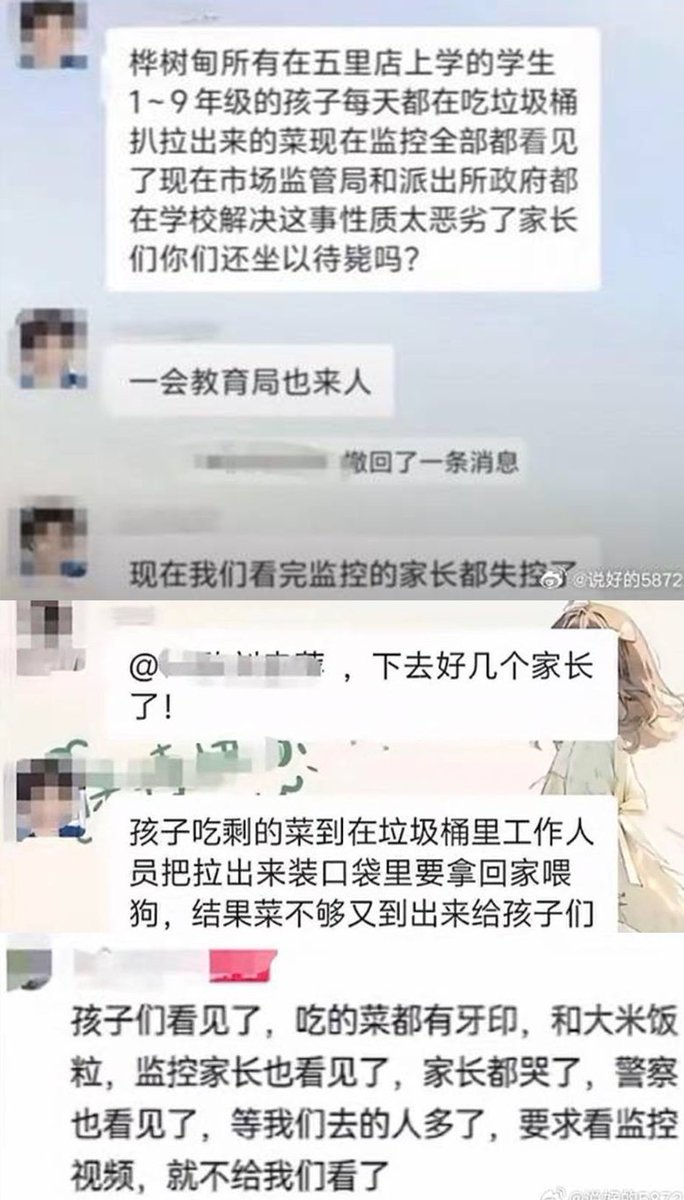 桦树甸所有在五里店上学的学生
1~9年级的孩子每天都在吃垃圾桶
扒拉出来的菜现在监控全部都看见
了现在市场监管局和派出所政府都
在学校解决这事性质太恶劣了家长
们你们还坐以待毙吗？
一会教育局也来人
撤回了一条消息
现在我们看完监控的家长都失控了
@说好的5872
@
，下去好几个家长
了！
孩子吃剩的菜到在垃圾桶里工作人
员把拉出来装口袋里要拿回家喂
狗，结果菜不够又到出来给孩子们
孩子们看见了，吃的菜都有牙印，和大米饭
粒，监控家长也看见了，家长都哭了，警察
也看见了，等我们去的人多了，要求看监控
视频，就不给我们看了
@说好的5872